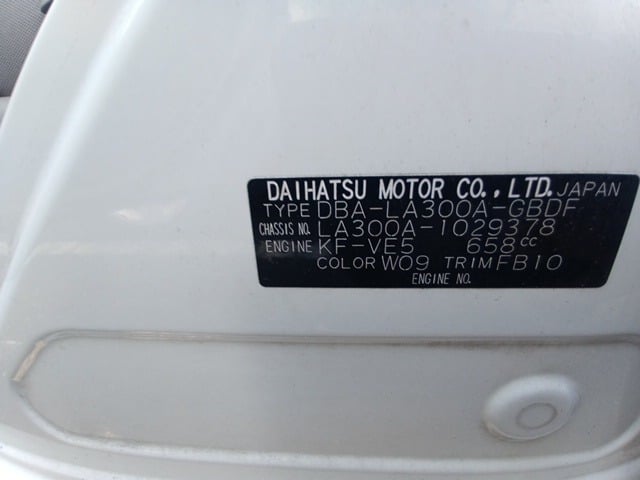 DAIHATSU MOTOR CO., LTD. JAPAN
TYPE DBA-LA300A-GBDF
CHASSIS NO. LA300A-1029378
ENGINE KF-VE5 658cc
COLOR W09 TRIM FB10
ENGINE NO.